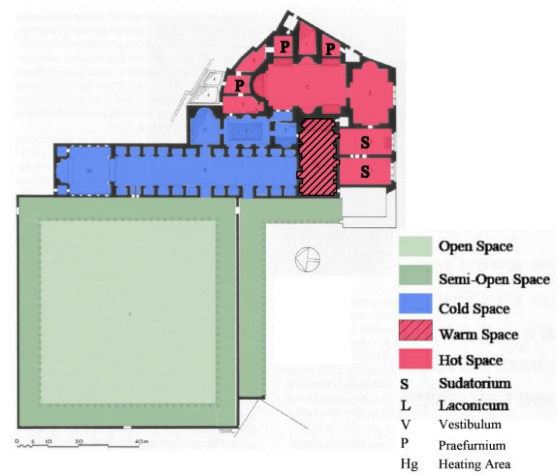 P
P
P
P
C
S
S
Open Space
Semi-Open Space
Cold Space
Warm Space
Hot Space
S Sudatorium
L Laconicum
V Vestibulum
P Praefurnium
Hg Heating Area
0 5 10 20 40m